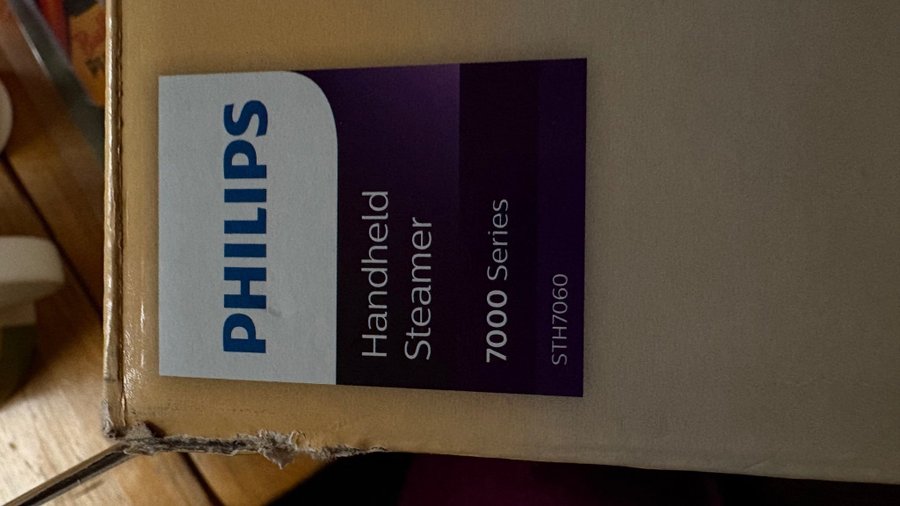 PHILIPS
Handheld
Steamer
7000 Series
STH7060